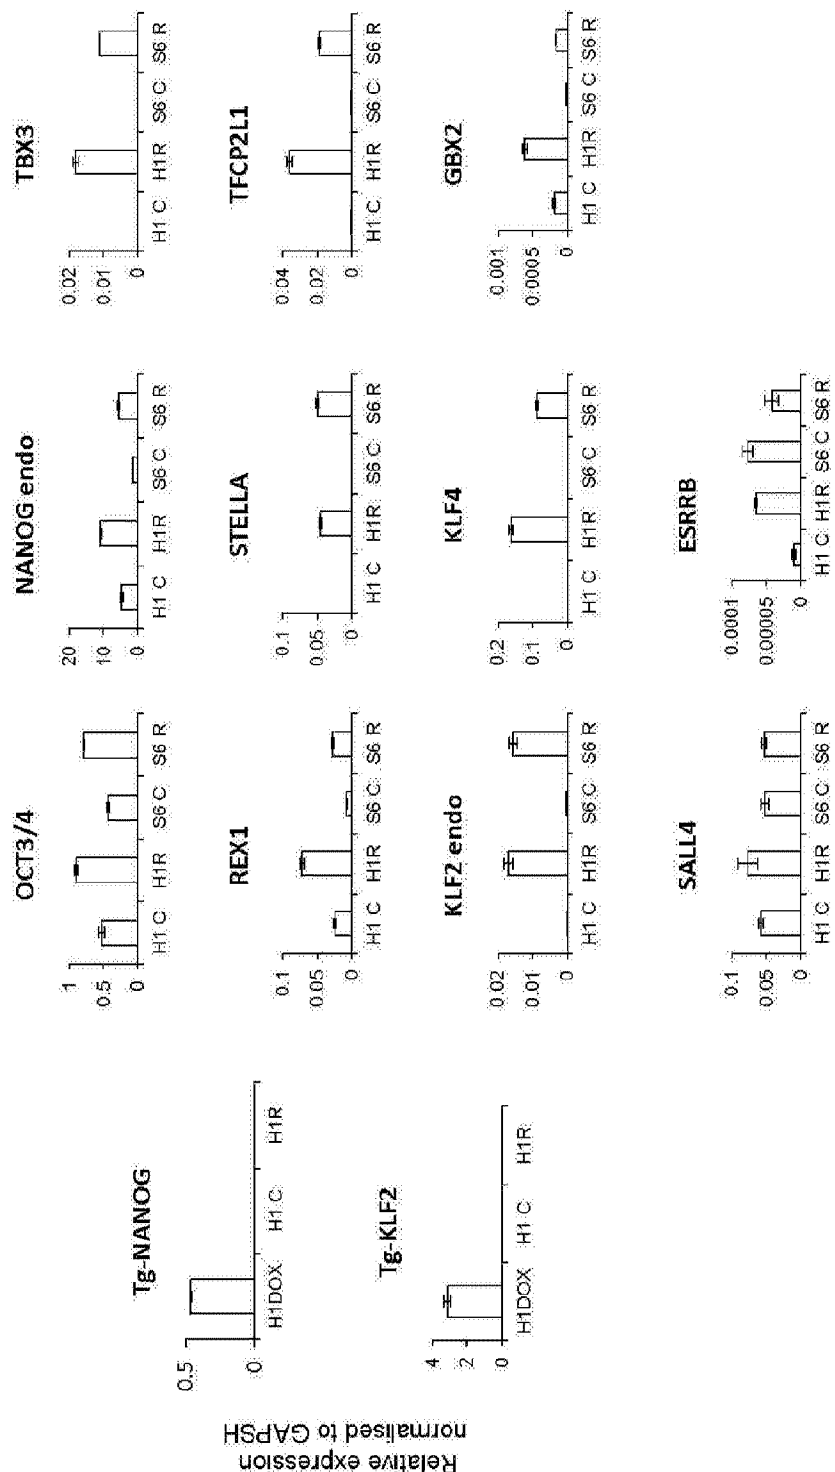 Relative expression
normalised to GAPSH
Tg-NANOG
0.5
0
H1DOX H1 C H1R
Tg-KLF2
4
2
0
H1DOX H1 C H1R
OCT3/4
1
0.5
0
H1 C H1R S6 C S6 R
NANOG endo
20
10
0
H1 C H1R S6 C S6 R
TBX3
0.02
0.01
0
H1 C H1R S6 C S6 R
REX1
0.1
0.05
0
H1 C H1R S6 C S6 R
STELLA
0.1
0.05
0
H1 C H1R S6 C S6 R
TFCP2L1
0.04
0.02
0
H1 C H1R S6 C S6 R
KLF2 endo
0.02
0.01
0
H1 C H1R S6 C S6 R
KLF4
0.2
0.1
0
H1 C H1R S6 C S6 R
GBX2
0.001
0.0005
0
H1 C H1R S6 C S6 R
SALL4
0.1
0.05
0
H1 C H1R S6 C S6 R
ESRRB
0.0001
0.00005
0
H1 C H1R S6 C S6 R